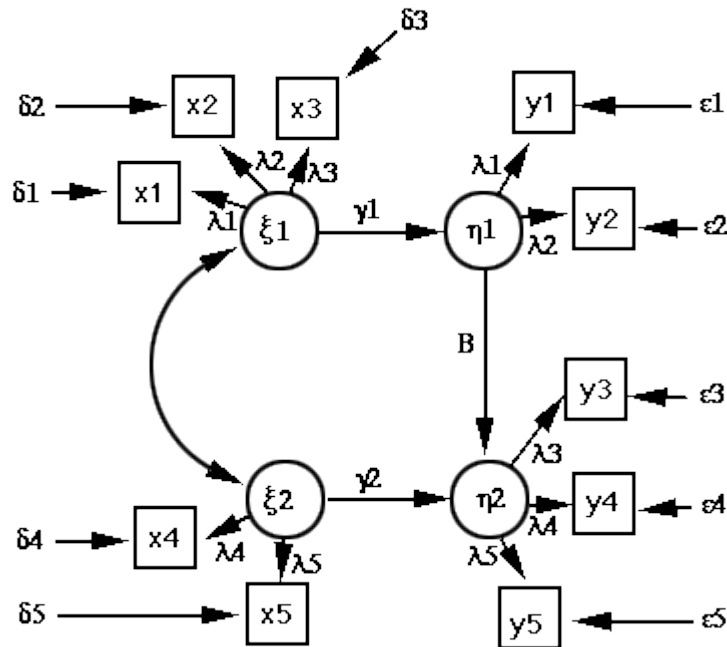 δ3
δ2 x2 x3 y1 ε1
λ2 λ3 λ1
δ1 x1
λ1 ξ1 γ1 η1 λ2 y2 ε2
B
y3 ε3
λ3
ξ2 γ2 η2
δ4 x4 λ4 λ4 y4 ε4
λ5 λ5
δ5 x5 y5 ε5